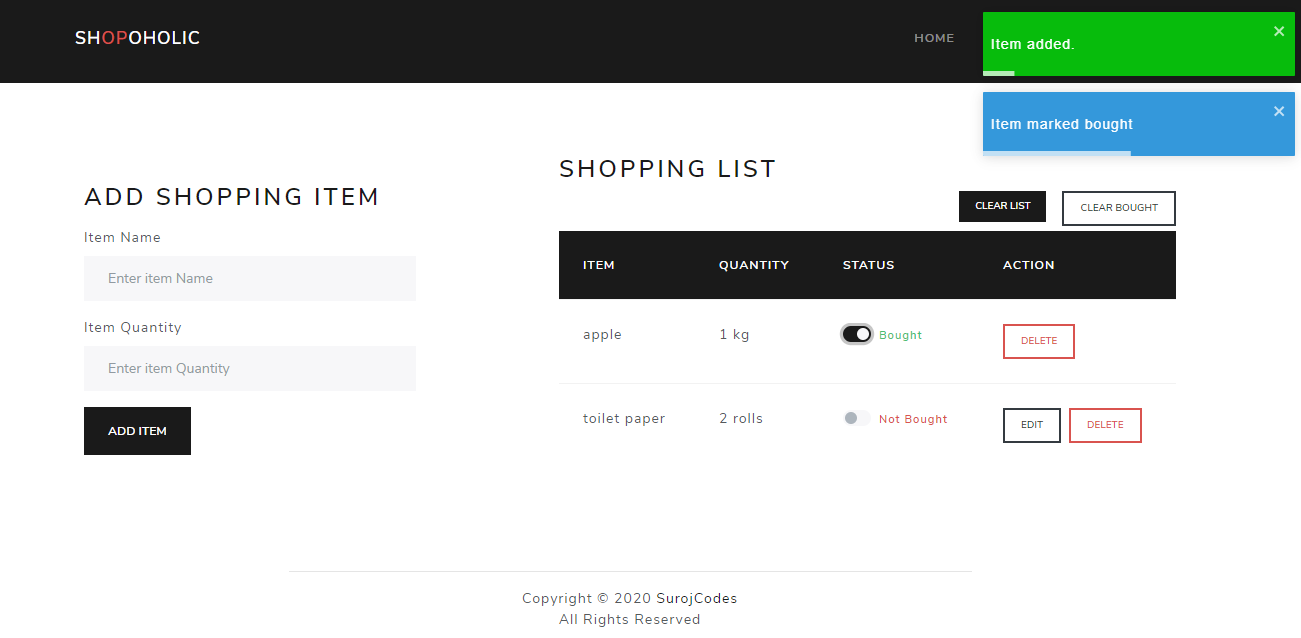 SHOPOHOLIC
HOME
Item added.
×
Item marked bought
×
ADD SHOPPING ITEM
Item Name
Enter item Name
Item Quantity
Enter item Quantity
ADD ITEM
SHOPPING LIST
CLEAR LIST CLEAR BOUGHT
ITEM QUANTITY STATUS ACTION
apple 1 kg Bought DELETE
toilet paper 2 rolls Not Bought EDIT DELETE
Copyright © 2020 SurojCodes
All Rights Reserved